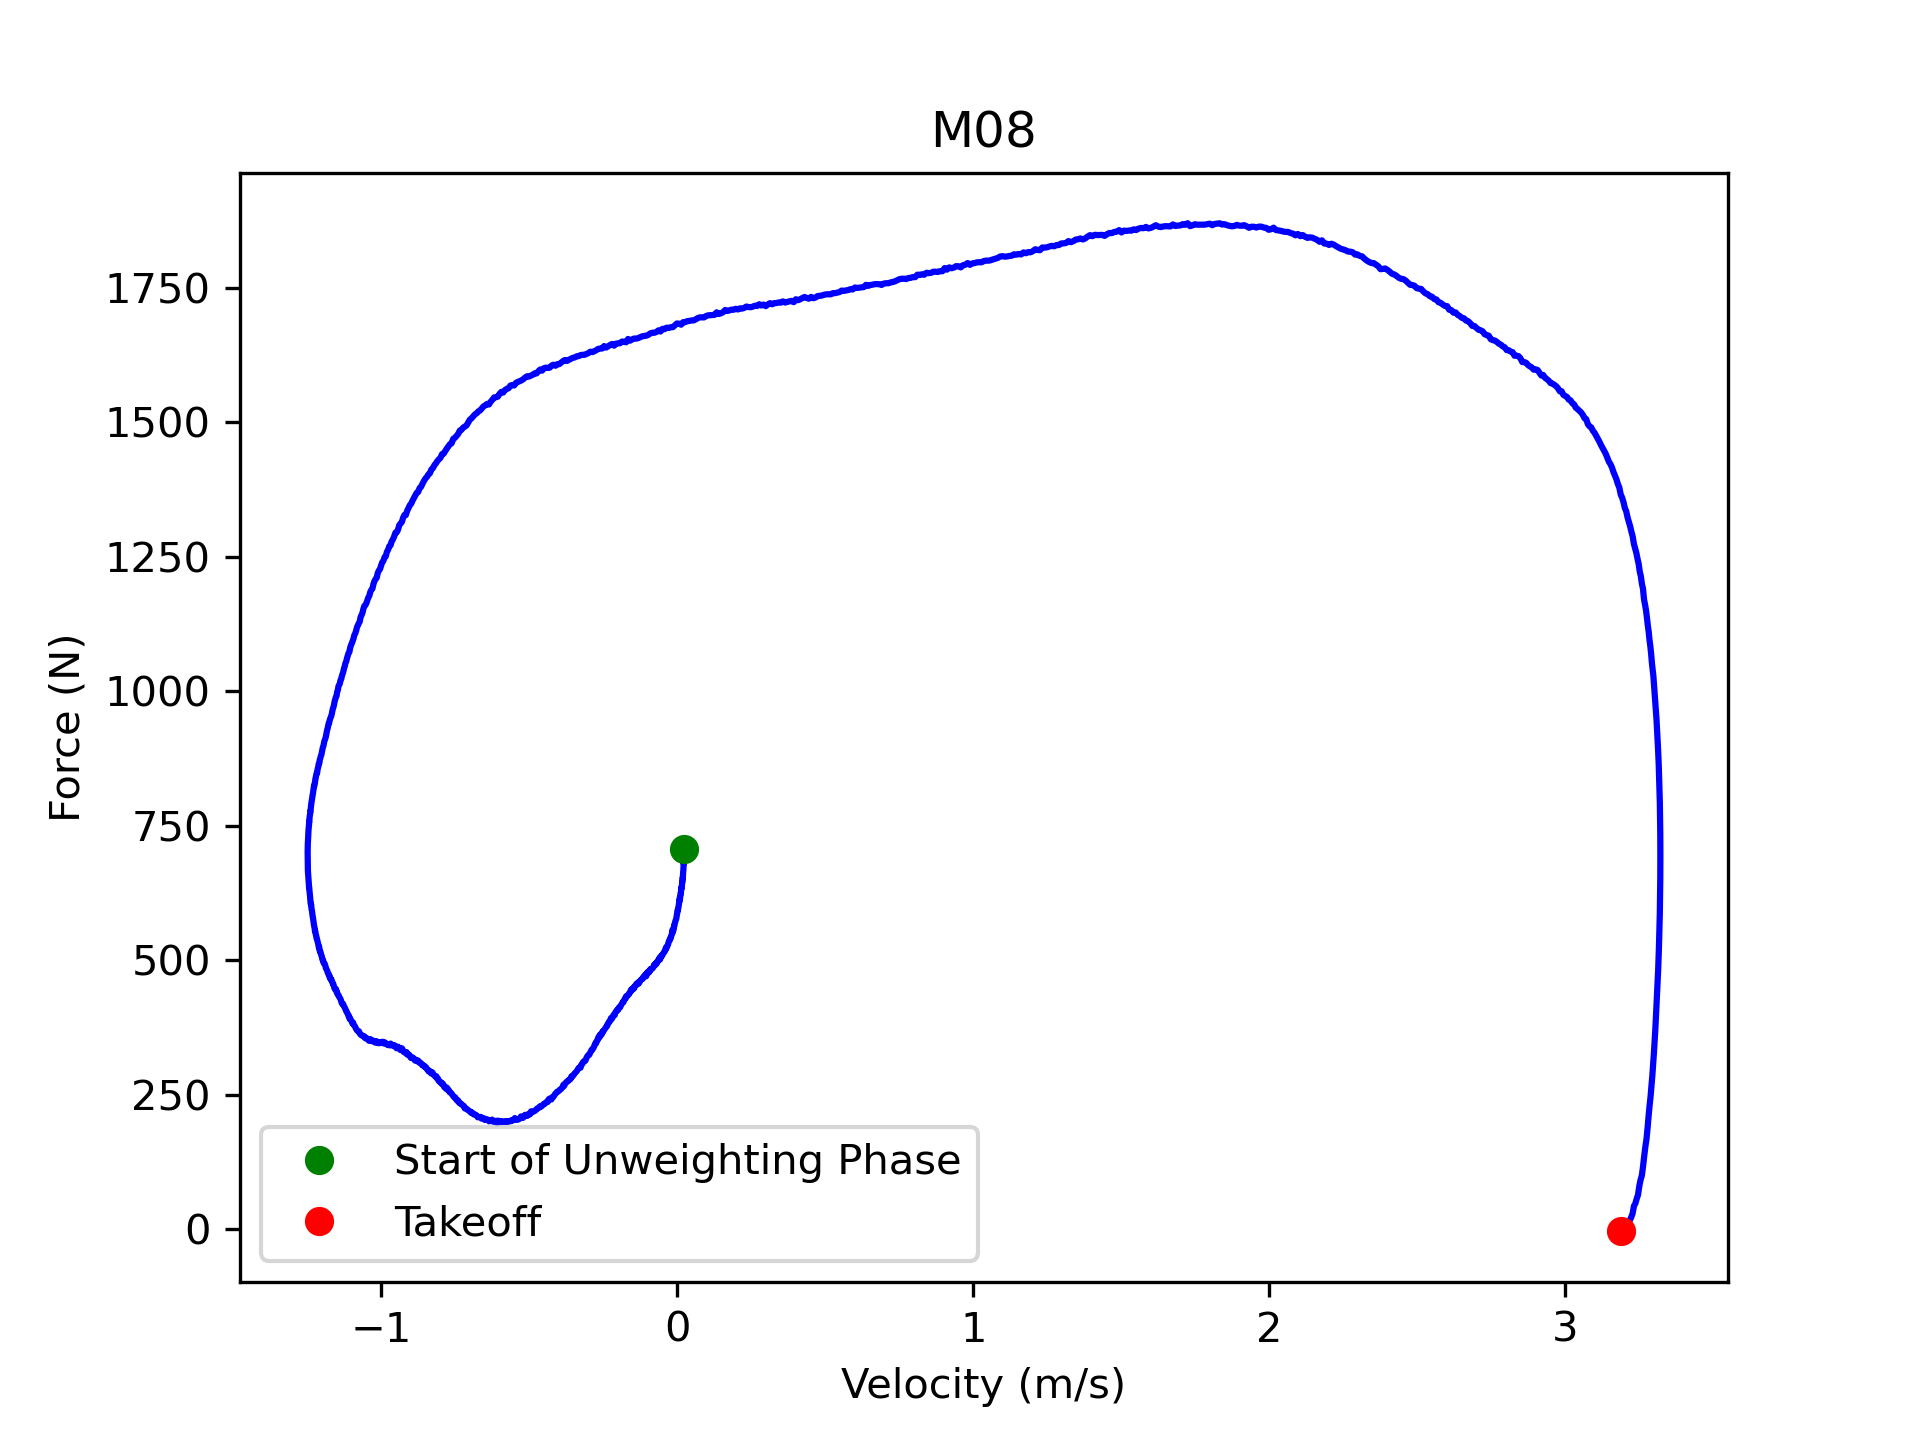 M08
Force (N)
1750
1500
1250
1000
750
500
250
0
Start of Unweighting Phase
Takeoff
−1
0
1
2
3
Velocity (m/s)